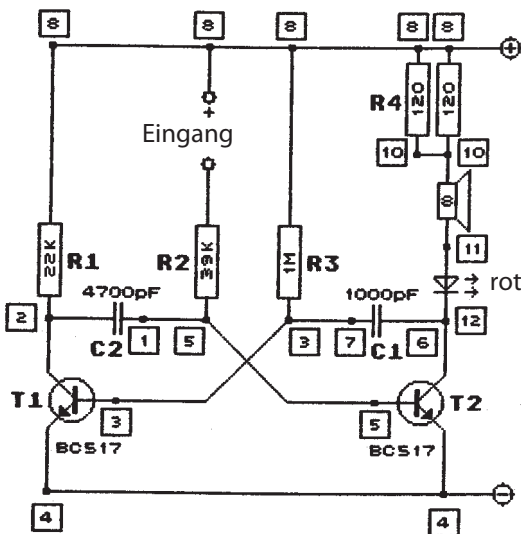 8 8 8 8 8
+
R4 120 120
+
Eingang
10 10
8
11
22K R1 R2 39K 1M R3
rot
4700pF 1000pF
2 12
C2 1 5 3 7 C1 6
T1 3 5 T2
BC517 BC517
4 4
−